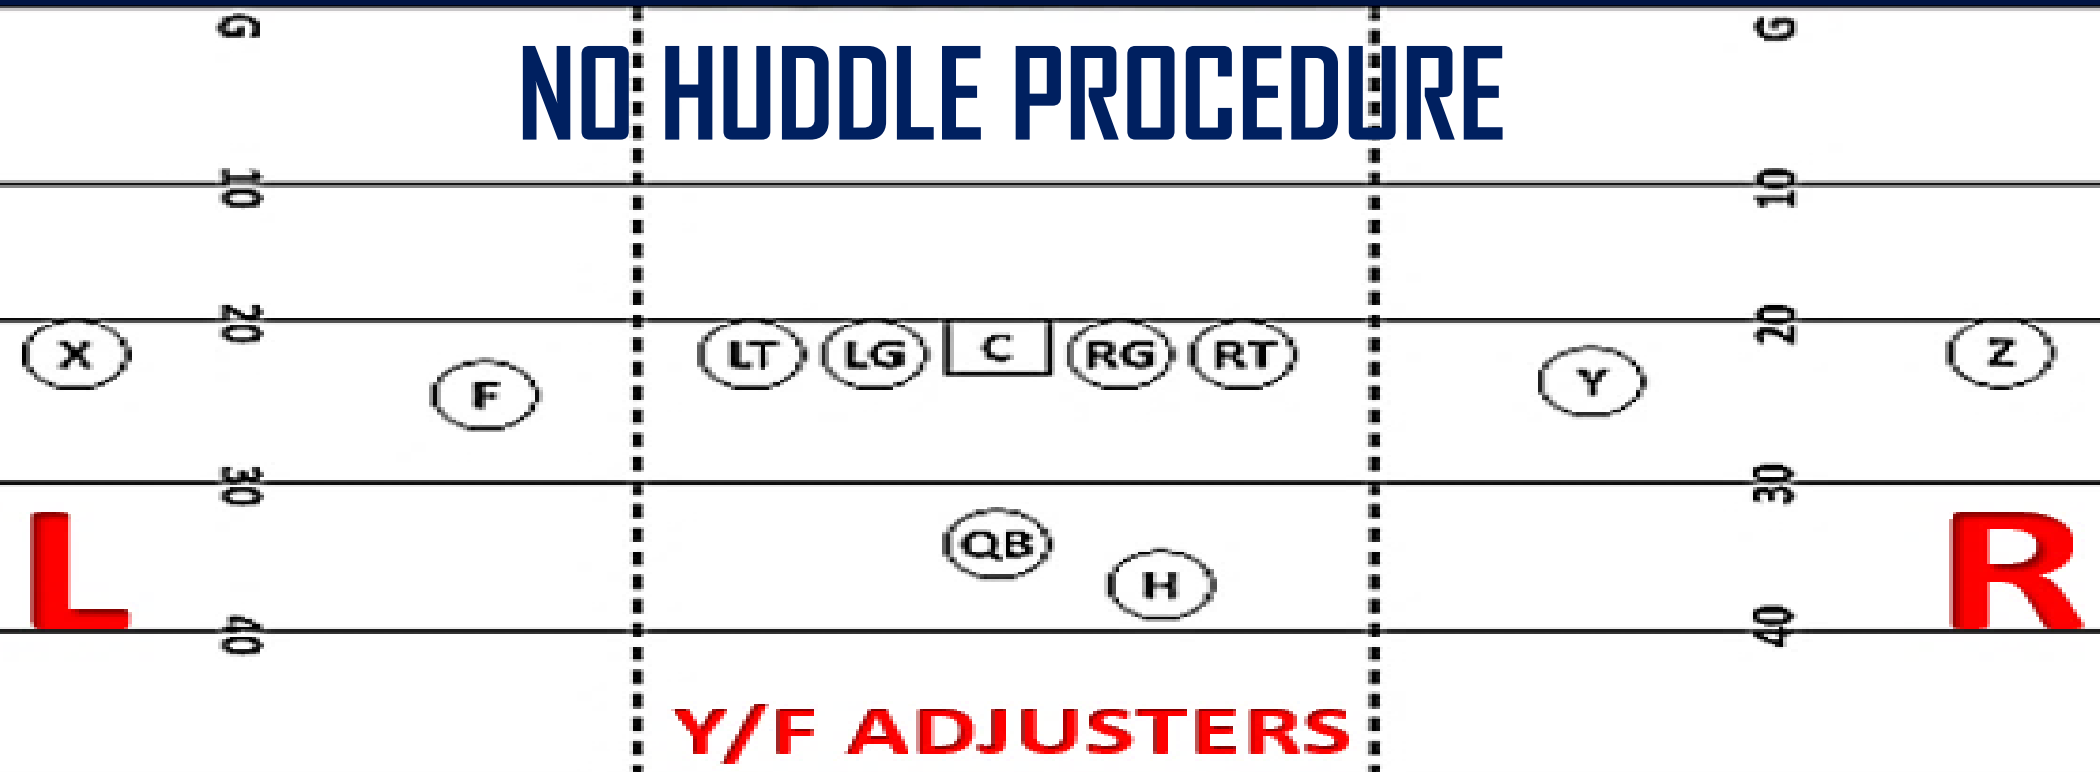 G G
NO HUDDLE PROCEDURE
10 10
20 20
X LT LG C RG RT Z
F Y
30 30
L R
QB
H
40 40
Y/F ADJUSTERS